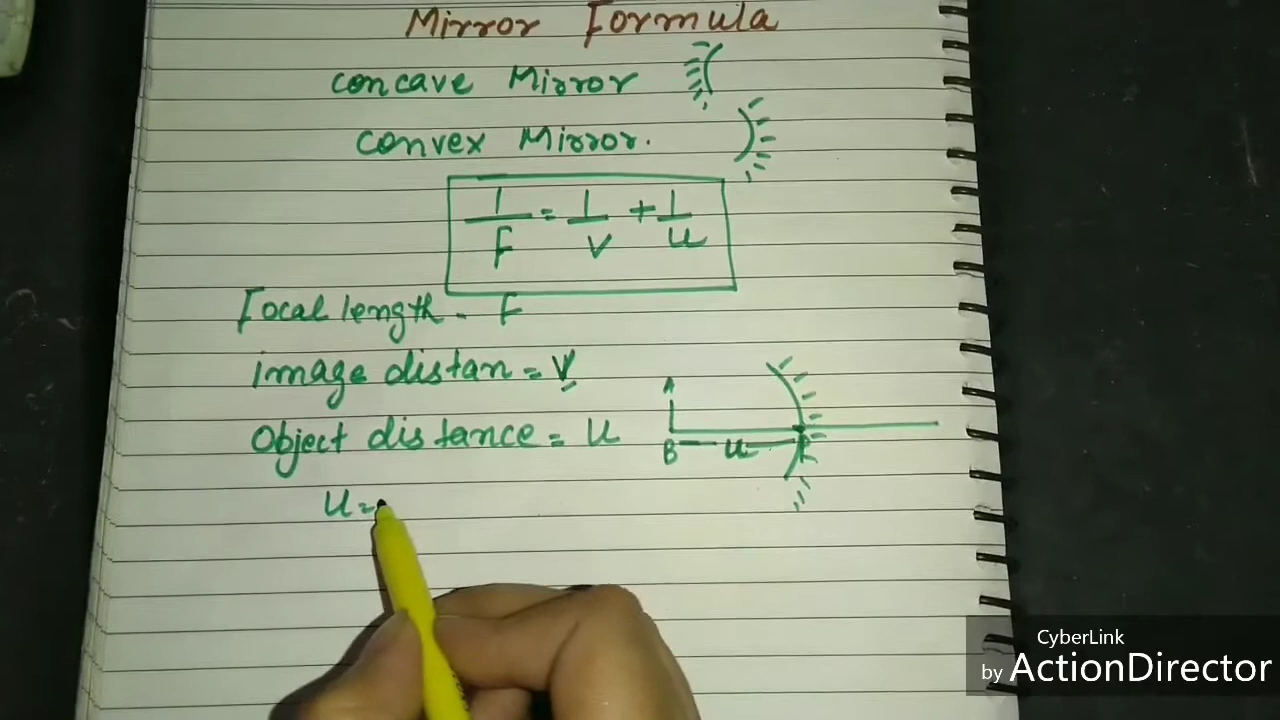 Mirror Formula
concave Mirror
convex Mirror.
1/F = 1/V + 1/u
Focal length - F
image distan = V
Object distance = u
A
B u
u =
CyberLink
by ActionDirector